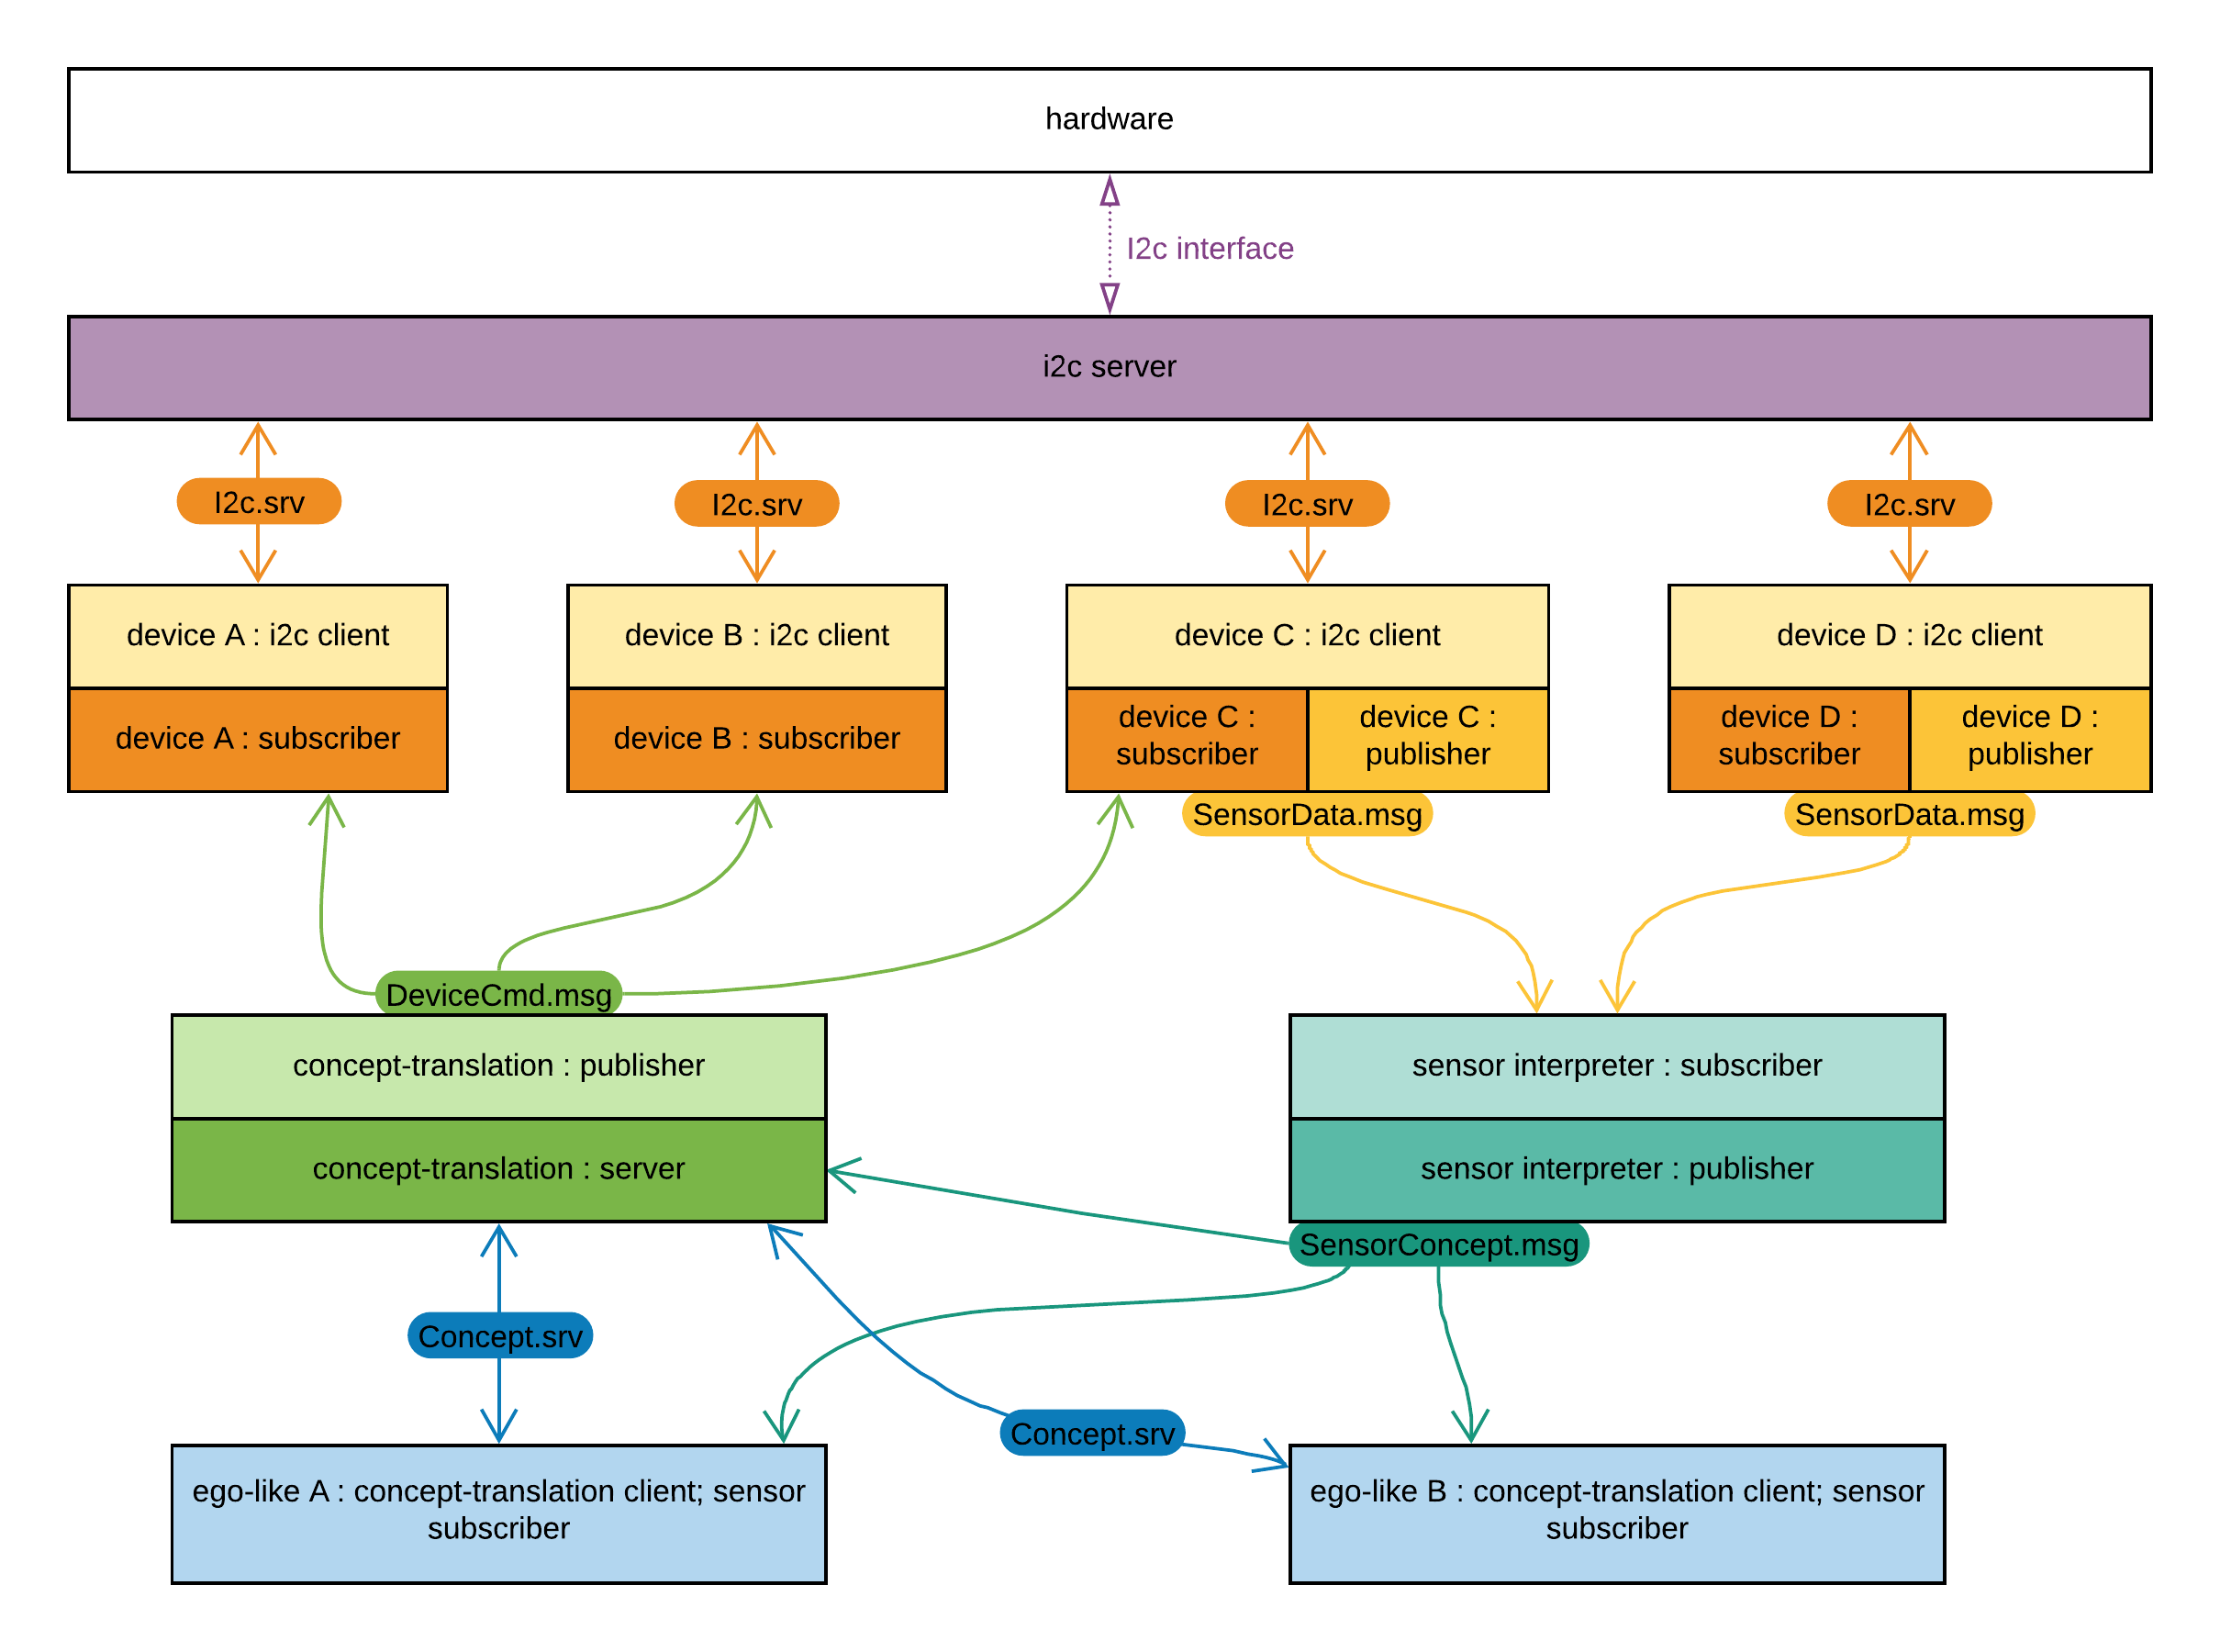 hardware
I2c interface
i2c server
I2c.srv
I2c.srv
I2c.srv
I2c.srv
device A : i2c client
device B : i2c client
device C : i2c client
device D : i2c client
device A : subscriber
device B : subscriber
device C :
subscriber
device C :
publisher
device D :
subscriber
device D :
publisher
SensorData.msg
SensorData.msg
DeviceCmd.msg
concept-translation : publisher
sensor interpreter : subscriber
concept-translation : server
sensor interpreter : publisher
SensorConcept.msg
Concept.srv
Concept.srv
ego-like A : concept-translation client; sensor
subscriber
ego-like B : concept-translation client; sensor
subscriber